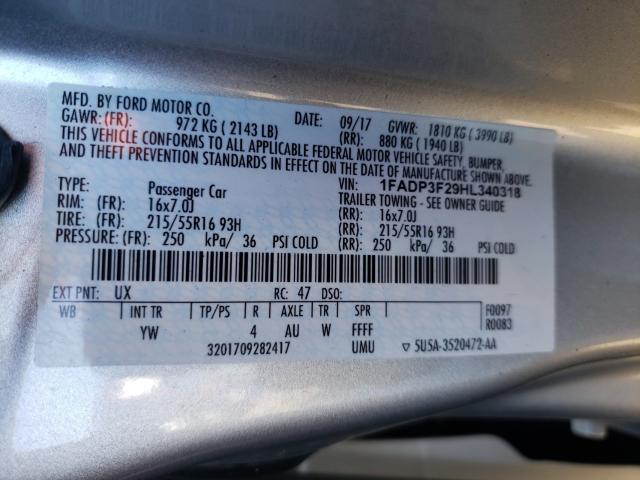 MFD. BY FORD MOTOR CO.
DATE: 09/17 GVWR: 1810 KG ( 3990 LB)
GAWR: (FR): 972 KG ( 2143 LB) (RR): 880 KG ( 1940 LB)
THIS VEHICLE CONFORMS TO ALL APPLICABLE FEDERAL MOTOR VEHICLE SAFETY, BUMPER,
AND THEFT PREVENTION STANDARDS IN EFFECT ON THE DATE OF MANUFACTURE SHOWN ABOVE.
VIN: 1FADP3F29HL340318
TYPE: Passenger Car TRAILER TOWING - SEE OWNER GUIDE
RIM: (FR): 16x7.0J (RR): 16x7.0J
TIRE: (FR): 215/55R16 93H (RR): 215/55R16 93H
PRESSURE: (FR): 250 kPa/ 36 PSI COLD (RR): 250 kPa/ 36 PSI COLD
EXT PNT: UX RC: 47 DSO:
WB INT TR TP/PS R AXLE TR SPR F0097
YW 4 AU W FFFF R0083
3201709282417 UMU ▽ 5U5A-3520472-AA